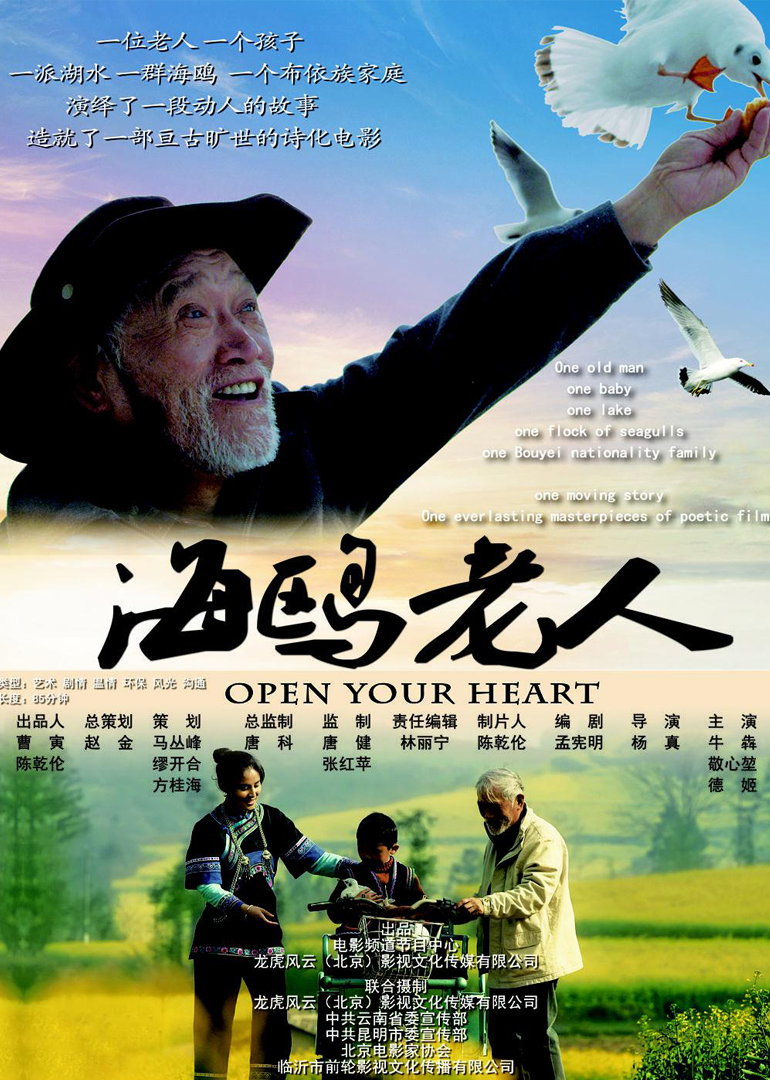 一位老人 一个孩子
一派湖水 一群海鸥 一个布依族家庭
演绎了一段动人的故事
造就了一部亘古旷世的诗化电影
One old man
one baby
one lake
one flock of seagulls
one Bouyei nationality family
one moving story
One everlasting masterpieces of poetic film
海鸥老人
类型：艺术 剧情 温情 环保 风光 沟通
长度：85分钟
OPEN YOUR HEART
出品人 总策划 策 划 总监制 监 制 责任编辑 制片人 编 剧 导 演 主 演
曹 寅 赵 金 马丛峰 唐 科 唐 健 林丽宁 陈乾伦 孟宪明 杨 真 牛 犇
陈乾伦 缪开合 张红苹 敬心堃
方桂海 德 姬
出品
电影频道节目中心
龙虎风云（北京）影视文化传媒有限公司
联合摄制
龙虎风云（北京）影视文化传媒有限公司
中共云南省委宣传部
中共昆明市委宣传部
北京电影家协会
临沂市前轮影视文化传播有限公司